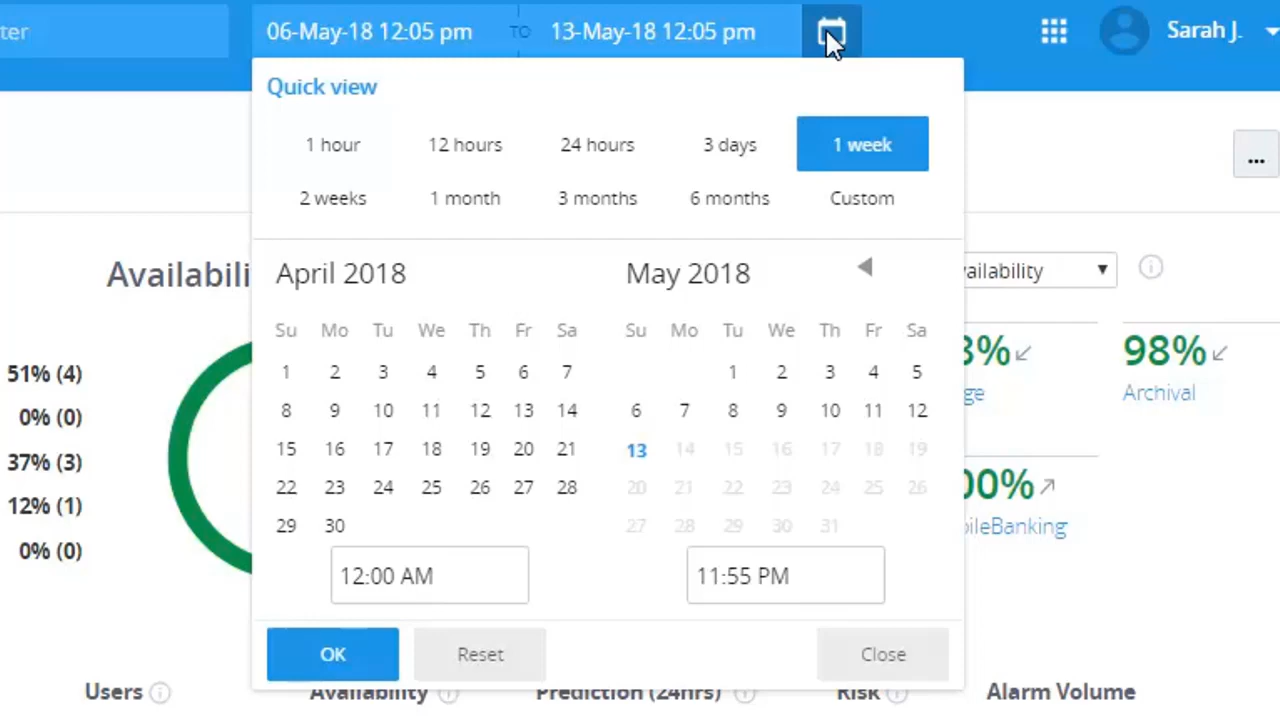 ter 06-May-18 12:05 pm TO 13-May-18 12:05 pm Sarah J.
Quick view
1 hour 12 hours 24 hours 3 days 1 week
2 weeks 1 month 3 months 6 months Custom
...
Availabili
April 2018 May 2018
ailability
Su Mo Tu We Th Fr Sa Su Mo Tu We Th Fr Sa
1 2 3 4 5 6 7 1 2 3 4 5
8 9 10 11 12 13 14 6 7 8 9 10 11 12
15 16 17 18 19 20 21 13 14 15 16 17 18 19
22 23 24 25 26 27 28 20 21 22 23 24 25 26
29 30 27 28 29 30 31
12:00 AM 11:55 PM
OK Reset Close
51% (4)
0% (0)
37% (3)
12% (1)
0% (0)
8% 98%
ge Archival
00%
bileBanking
Users Availability Prediction (24hrs) Risk Alarm Volume